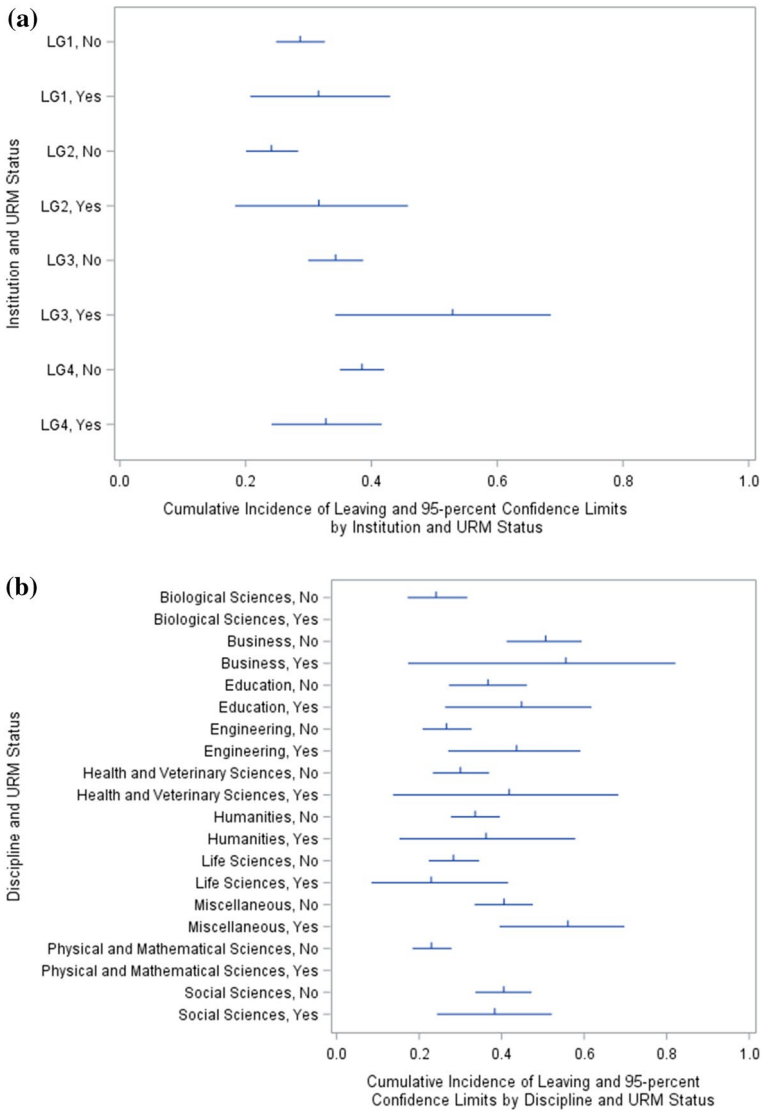 (a)
Institution and URM Status
LG1, No
LG1, Yes
LG2, No
LG2, Yes
LG3, No
LG3, Yes
LG4, No
LG4, Yes
0.0 0.2 0.4 0.6 0.8 1.0
Cumulative Incidence of Leaving and 95-percent Confidence Limits
by Institution and URM Status
(b)
Discipline and URM Status
Biological Sciences, No
Biological Sciences, Yes
Business, No
Business, Yes
Education, No
Education, Yes
Engineering, No
Engineering, Yes
Health and Veterinary Sciences, No
Health and Veterinary Sciences, Yes
Humanities, No
Humanities, Yes
Life Sciences, No
Life Sciences, Yes
Miscellaneous, No
Miscellaneous, Yes
Physical and Mathematical Sciences, No
Physical and Mathematical Sciences, Yes
Social Sciences, No
Social Sciences, Yes
0.0 0.2 0.4 0.6 0.8 1.0
Cumulative Incidence of Leaving and 95-percent
Confidence Limits by Discipline and URM Status